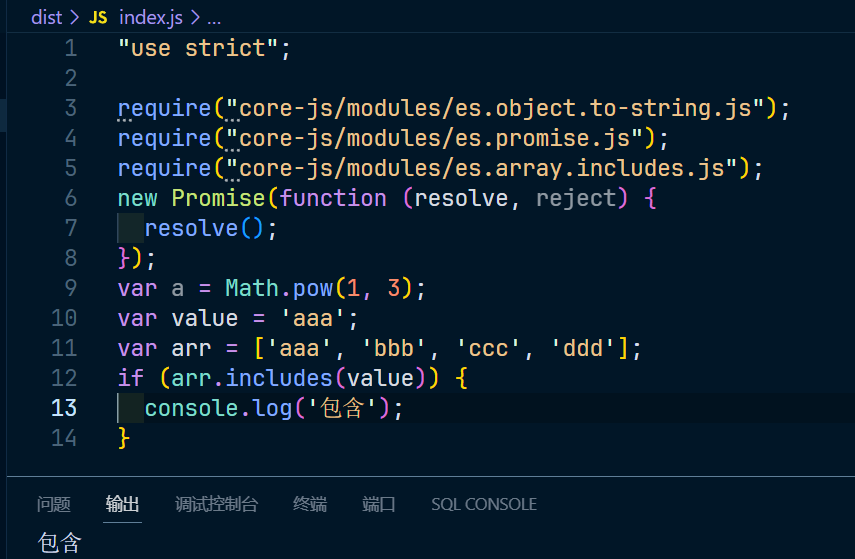 dist > JS index.js > ...
1 "use strict";
2
3 require("core-js/modules/es.object.to-string.js");
4 require("core-js/modules/es.promise.js");
5 require("core-js/modules/es.array.includes.js");
6 new Promise(function (resolve, reject) {
7   resolve();
8 });
9 var a = Math.pow(1, 3);
10 var value = 'aaa';
11 var arr = ['aaa', 'bbb', 'ccc', 'ddd'];
12 if (arr.includes(value)) {
13   console.log('包含');
14 }
问题 输出 调试控制台 终端 端口 SQL CONSOLE
包含